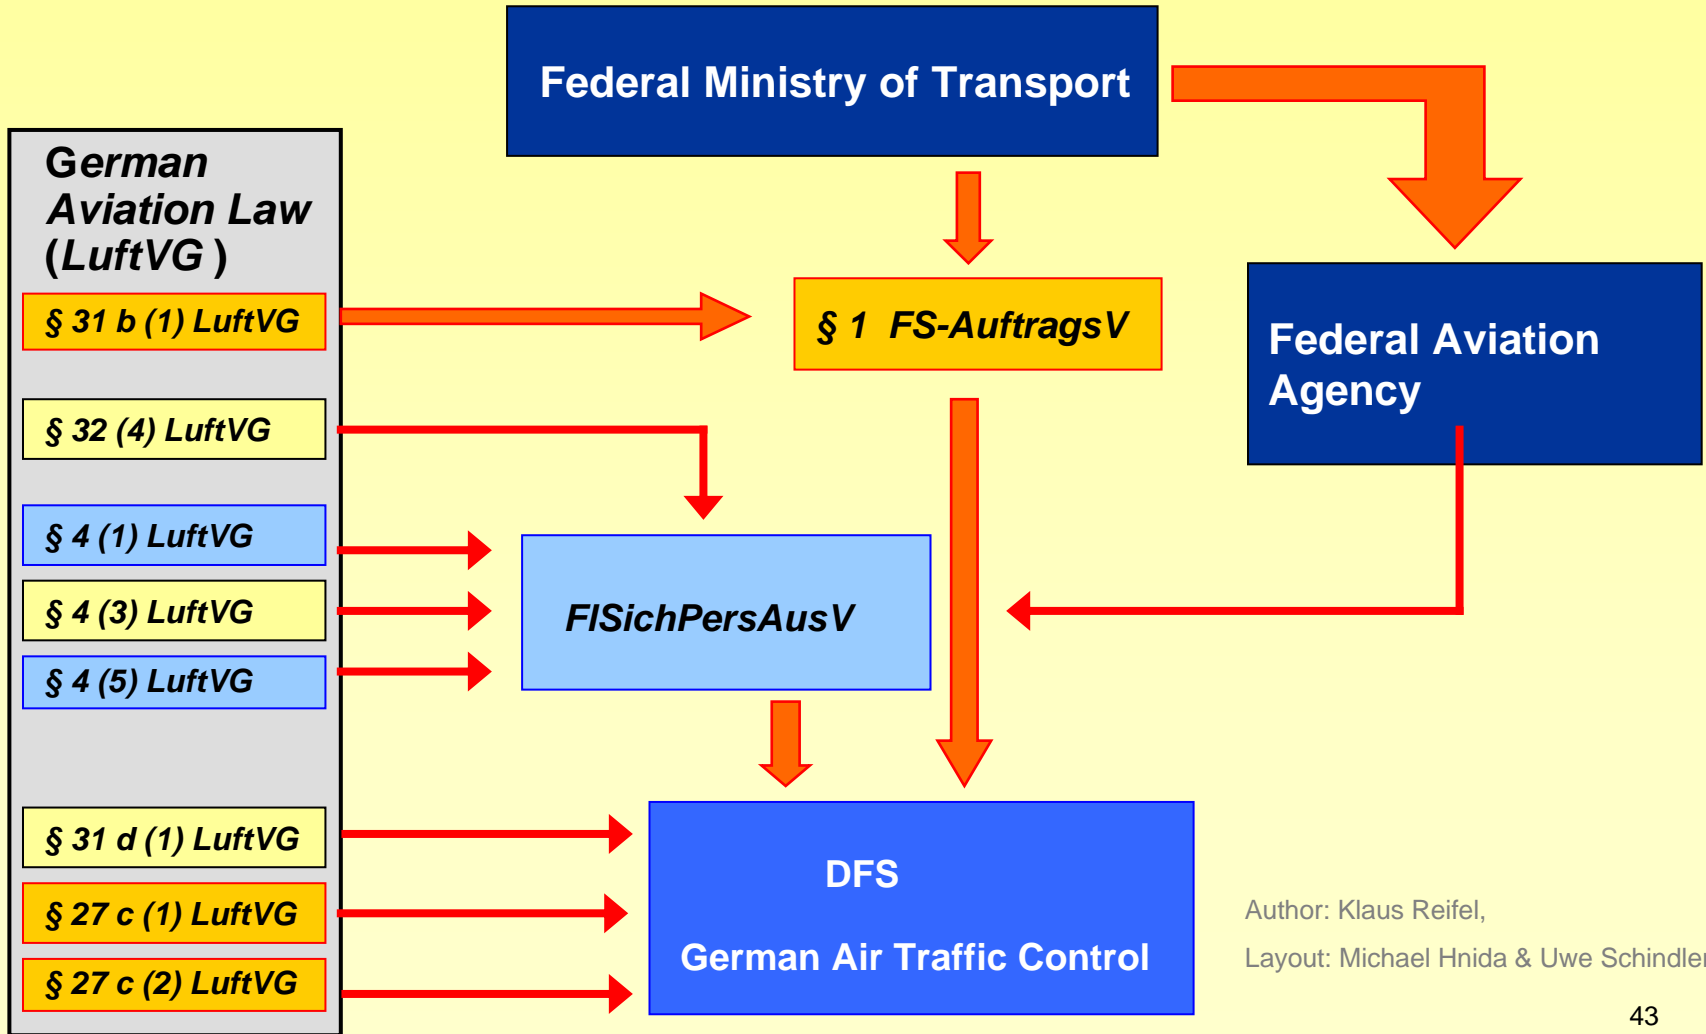 Federal Ministry of Transport
German
Aviation Law
(LuftVG )
§ 31 b (1) LuftVG
§ 32 (4) LuftVG
§ 4 (1) LuftVG
§ 4 (3) LuftVG
§ 4 (5) LuftVG
§ 31 d (1) LuftVG
§ 27 c (1) LuftVG
§ 27 c (2) LuftVG
§ 1 FS-AuftragsV
Federal Aviation
Agency
FlSichPersAusV
DFS
German Air Traffic Control
Author: Klaus Reifel,
Layout: Michael Hnida & Uwe Schindler
43